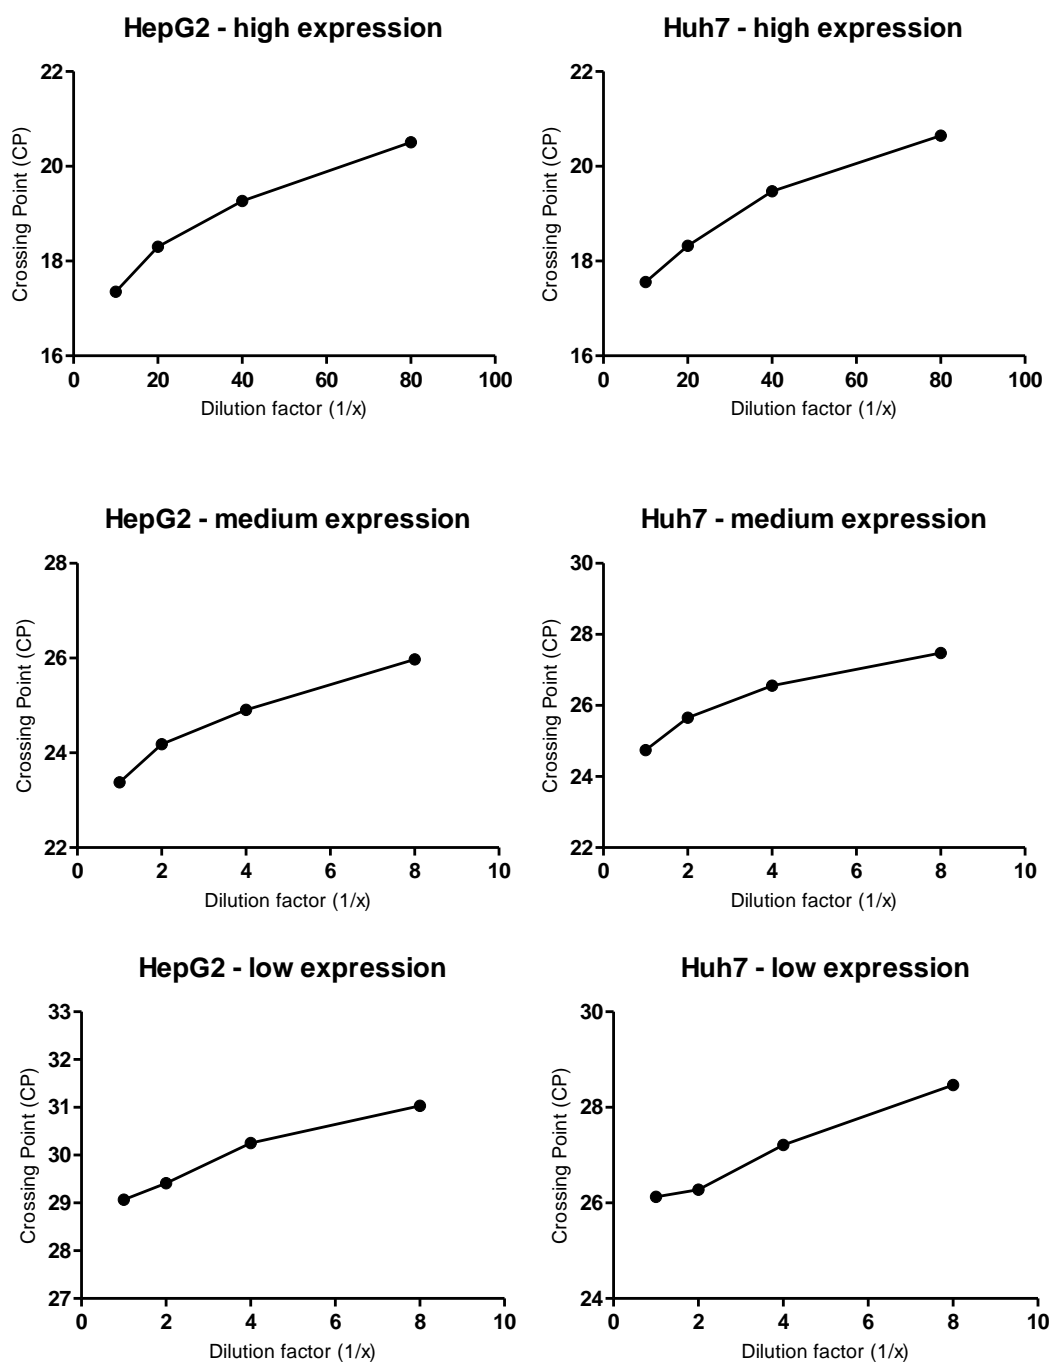 HepG2 - high expression
22
20
18
16
Crossing Point (CP)
0 20 40 60 80 100
Dilution factor (1/x)
Huh7 - high expression
22
20
18
16
Crossing Point (CP)
0 20 40 60 80 100
Dilution factor (1/x)
HepG2 - medium expression
28
26
24
22
Crossing Point (CP)
0 2 4 6 8 10
Dilution factor (1/x)
Huh7 - medium expression
30
28
26
24
22
Crossing Point (CP)
0 2 4 6 8 10
Dilution factor (1/x)
HepG2 - low expression
33
32
31
30
29
28
27
Crossing Point (CP)
0 2 4 6 8 10
Dilution factor (1/x)
Huh7 - low expression
30
28
26
24
Crossing Point (CP)
0 2 4 6 8 10
Dilution factor (1/x)